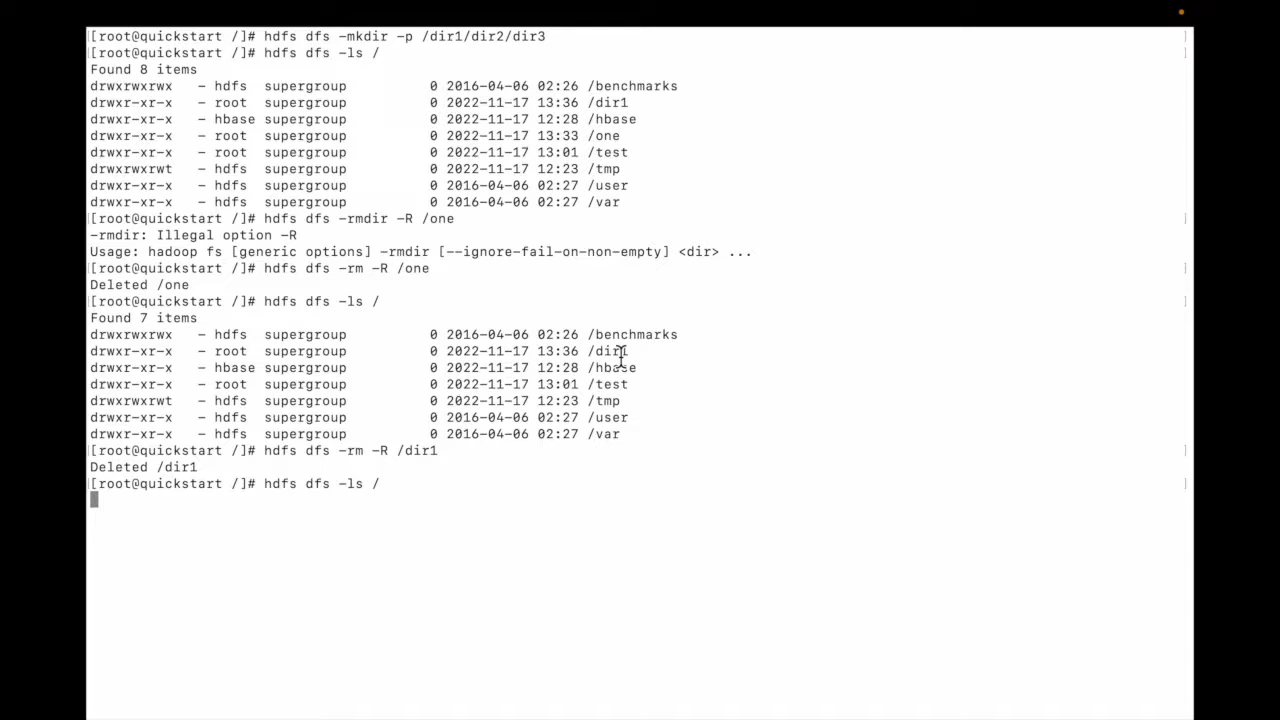 [root@quickstart /]# hdfs dfs -mkdir -p /dir1/dir2/dir3
[root@quickstart /]# hdfs dfs -ls /
Found 8 items
drwxrwxrwx   - hdfs  supergroup          0 2016-04-06 02:26 /benchmarks
drwxr-xr-x   - root  supergroup          0 2022-11-17 13:36 /dir1
drwxr-xr-x   - hbase supergroup          0 2022-11-17 12:28 /hbase
drwxr-xr-x   - root  supergroup          0 2022-11-17 13:33 /one
drwxr-xr-x   - root  supergroup          0 2022-11-17 13:01 /test
drwxrwxrwt   - hdfs  supergroup          0 2022-11-17 12:23 /tmp
drwxr-xr-x   - hdfs  supergroup          0 2016-04-06 02:27 /user
drwxr-xr-x   - hdfs  supergroup          0 2016-04-06 02:27 /var
[root@quickstart /]# hdfs dfs -rmdir -R /one
-rmdir: Illegal option -R
Usage: hadoop fs [generic options] -rmdir [--ignore-fail-on-non-empty] <dir> ...
[root@quickstart /]# hdfs dfs -rm -R /one
Deleted /one
[root@quickstart /]# hdfs dfs -ls /
Found 7 items
drwxrwxrwx   - hdfs  supergroup          0 2016-04-06 02:26 /benchmarks
drwxr-xr-x   - root  supergroup          0 2022-11-17 13:36 /dir1
drwxr-xr-x   - hbase supergroup          0 2022-11-17 12:28 /hbase
drwxr-xr-x   - root  supergroup          0 2022-11-17 13:01 /test
drwxrwxrwt   - hdfs  supergroup          0 2022-11-17 12:23 /tmp
drwxr-xr-x   - hdfs  supergroup          0 2016-04-06 02:27 /user
drwxr-xr-x   - hdfs  supergroup          0 2016-04-06 02:27 /var
[root@quickstart /]# hdfs dfs -rm -R /dir1
Deleted /dir1
[root@quickstart /]# hdfs dfs -ls /